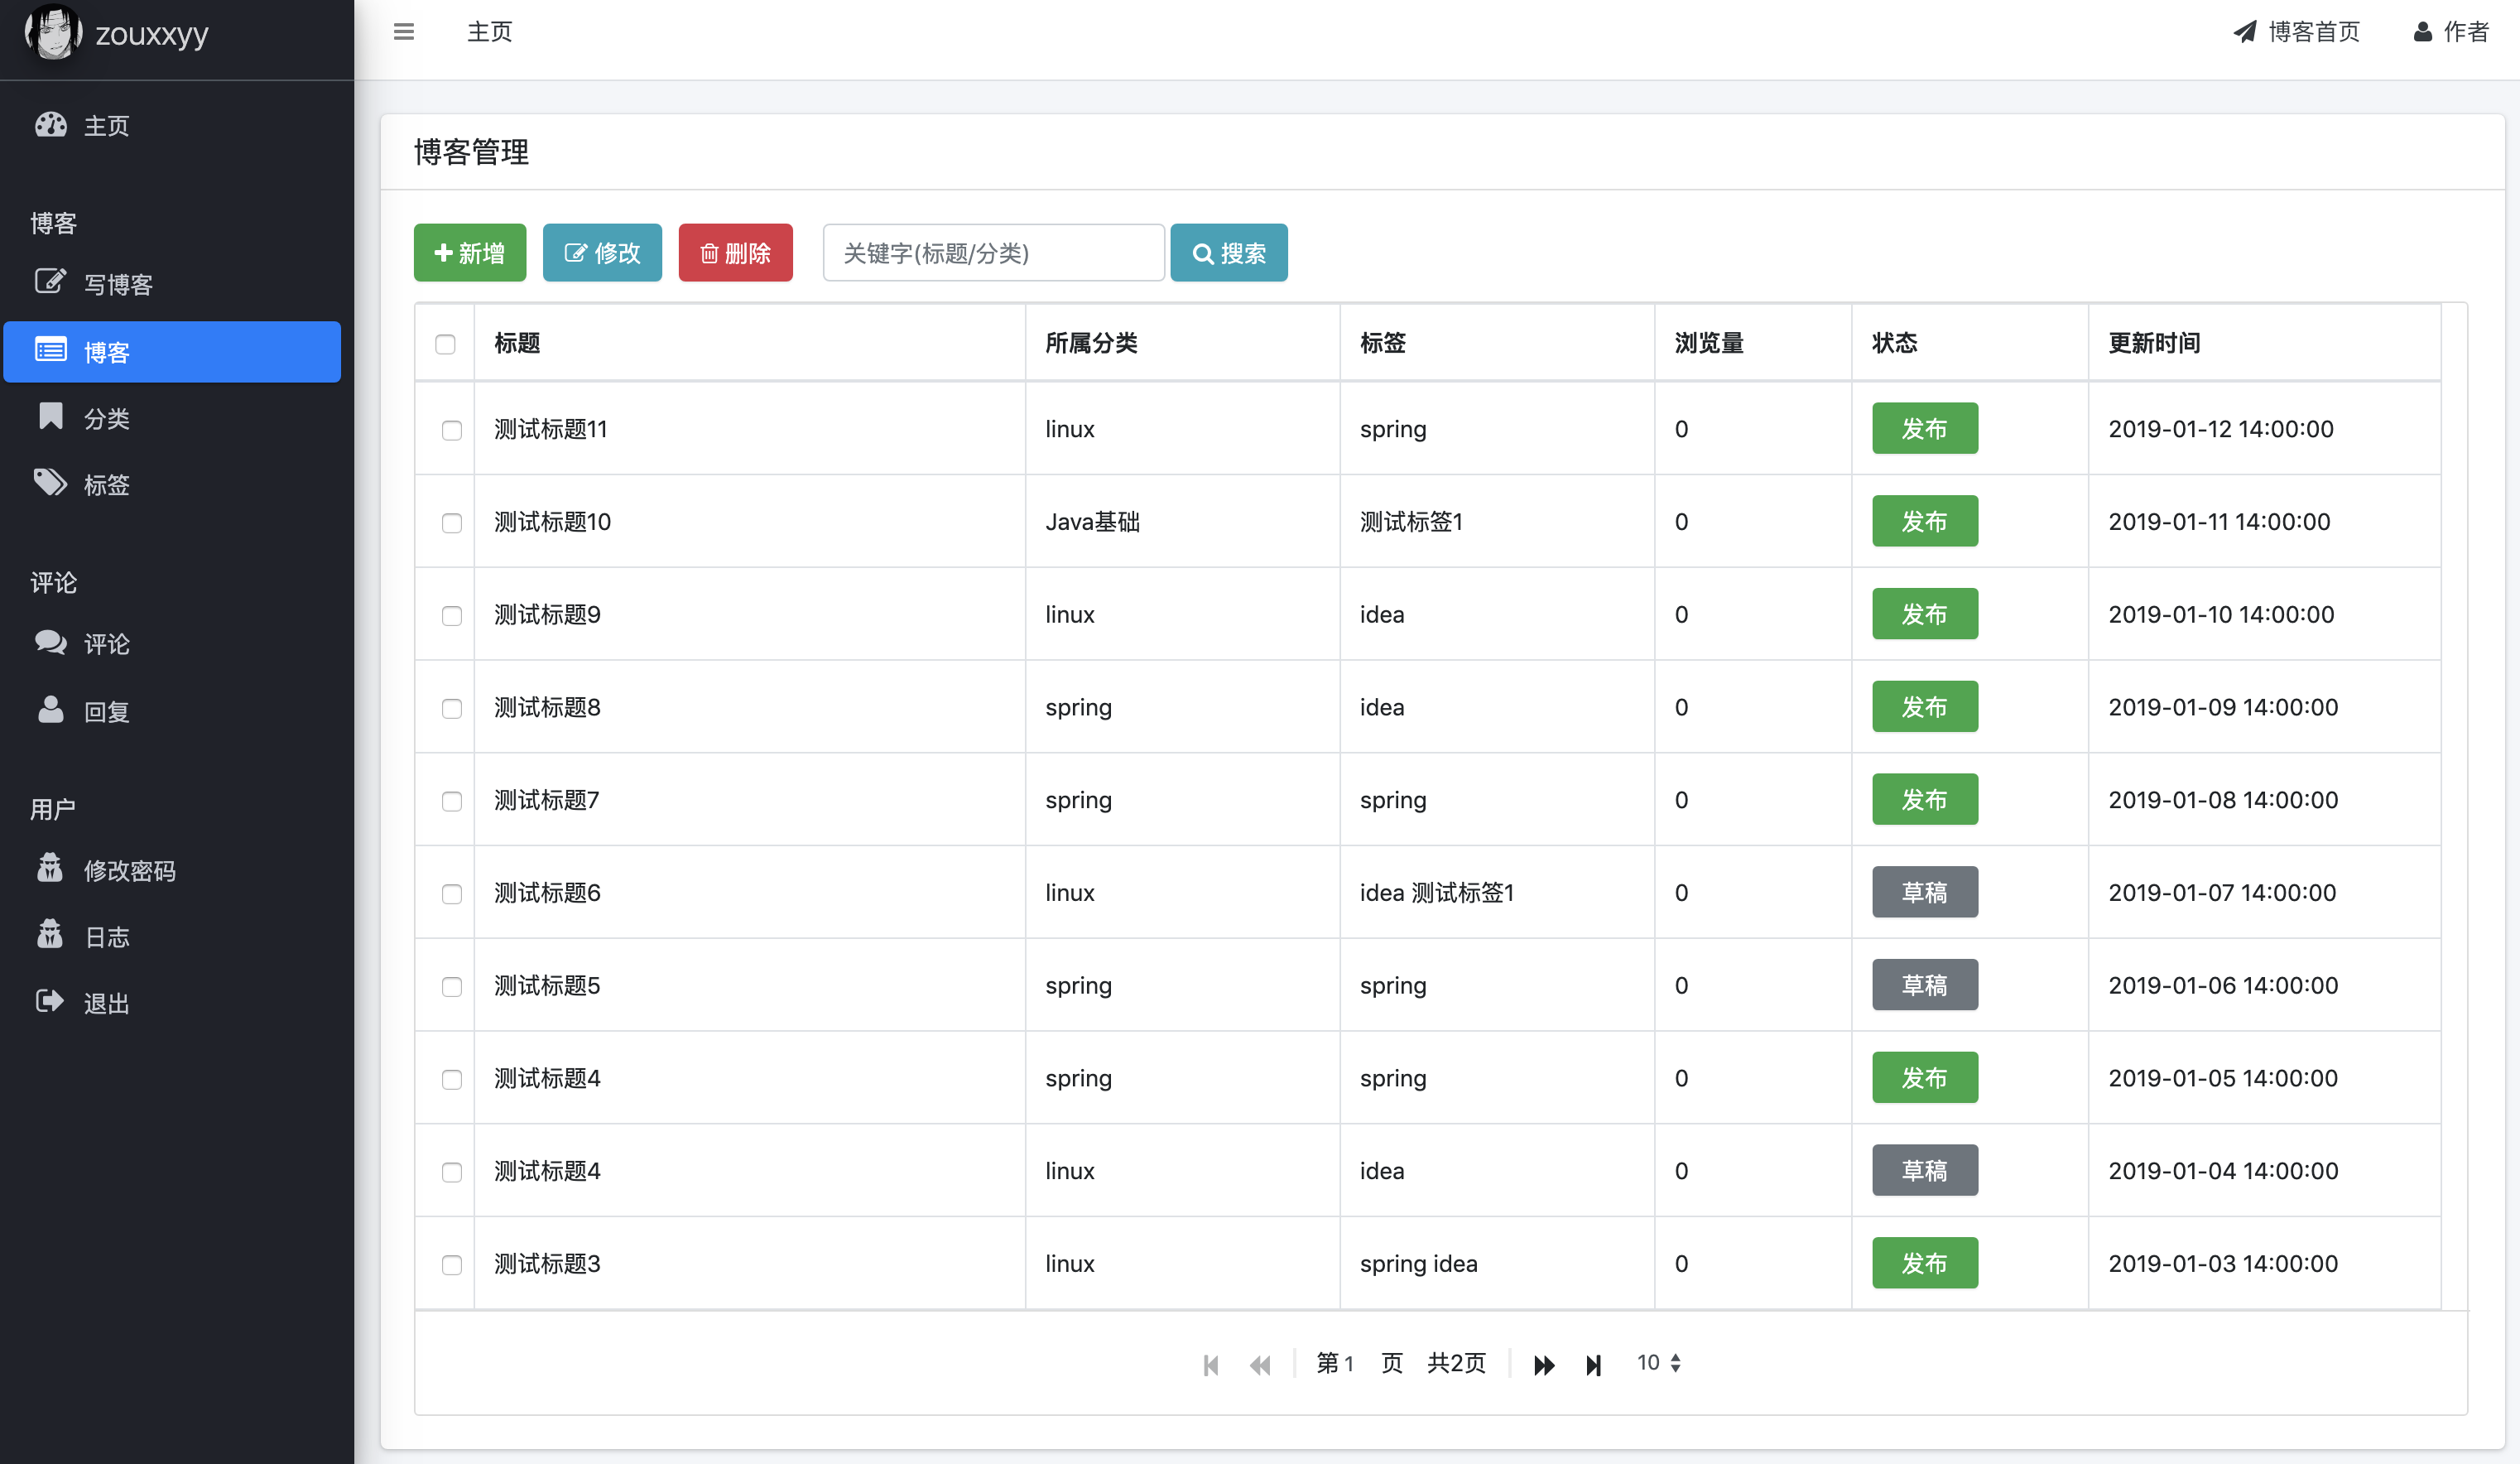 zouxxyy
主页
博客首页
作者
主页
博客
写博客
博客
分类
标签
评论
评论
回复
用户
修改密码
日志
退出
博客管理
新增 修改 删除 关键字(标题/分类) 搜索
标题 所属分类 标签 浏览量 状态 更新时间
测试标题11 linux spring 0 发布 2019-01-12 14:00:00
测试标题10 Java基础 测试标签1 0 发布 2019-01-11 14:00:00
测试标题9 linux idea 0 发布 2019-01-10 14:00:00
测试标题8 spring idea 0 发布 2019-01-09 14:00:00
测试标题7 spring spring 0 发布 2019-01-08 14:00:00
测试标题6 linux idea 测试标签1 0 草稿 2019-01-07 14:00:00
测试标题5 spring spring 0 草稿 2019-01-06 14:00:00
测试标题4 spring spring 0 发布 2019-01-05 14:00:00
测试标题4 linux idea 0 草稿 2019-01-04 14:00:00
测试标题3 linux spring idea 0 发布 2019-01-03 14:00:00
第 1 页 共2页 10